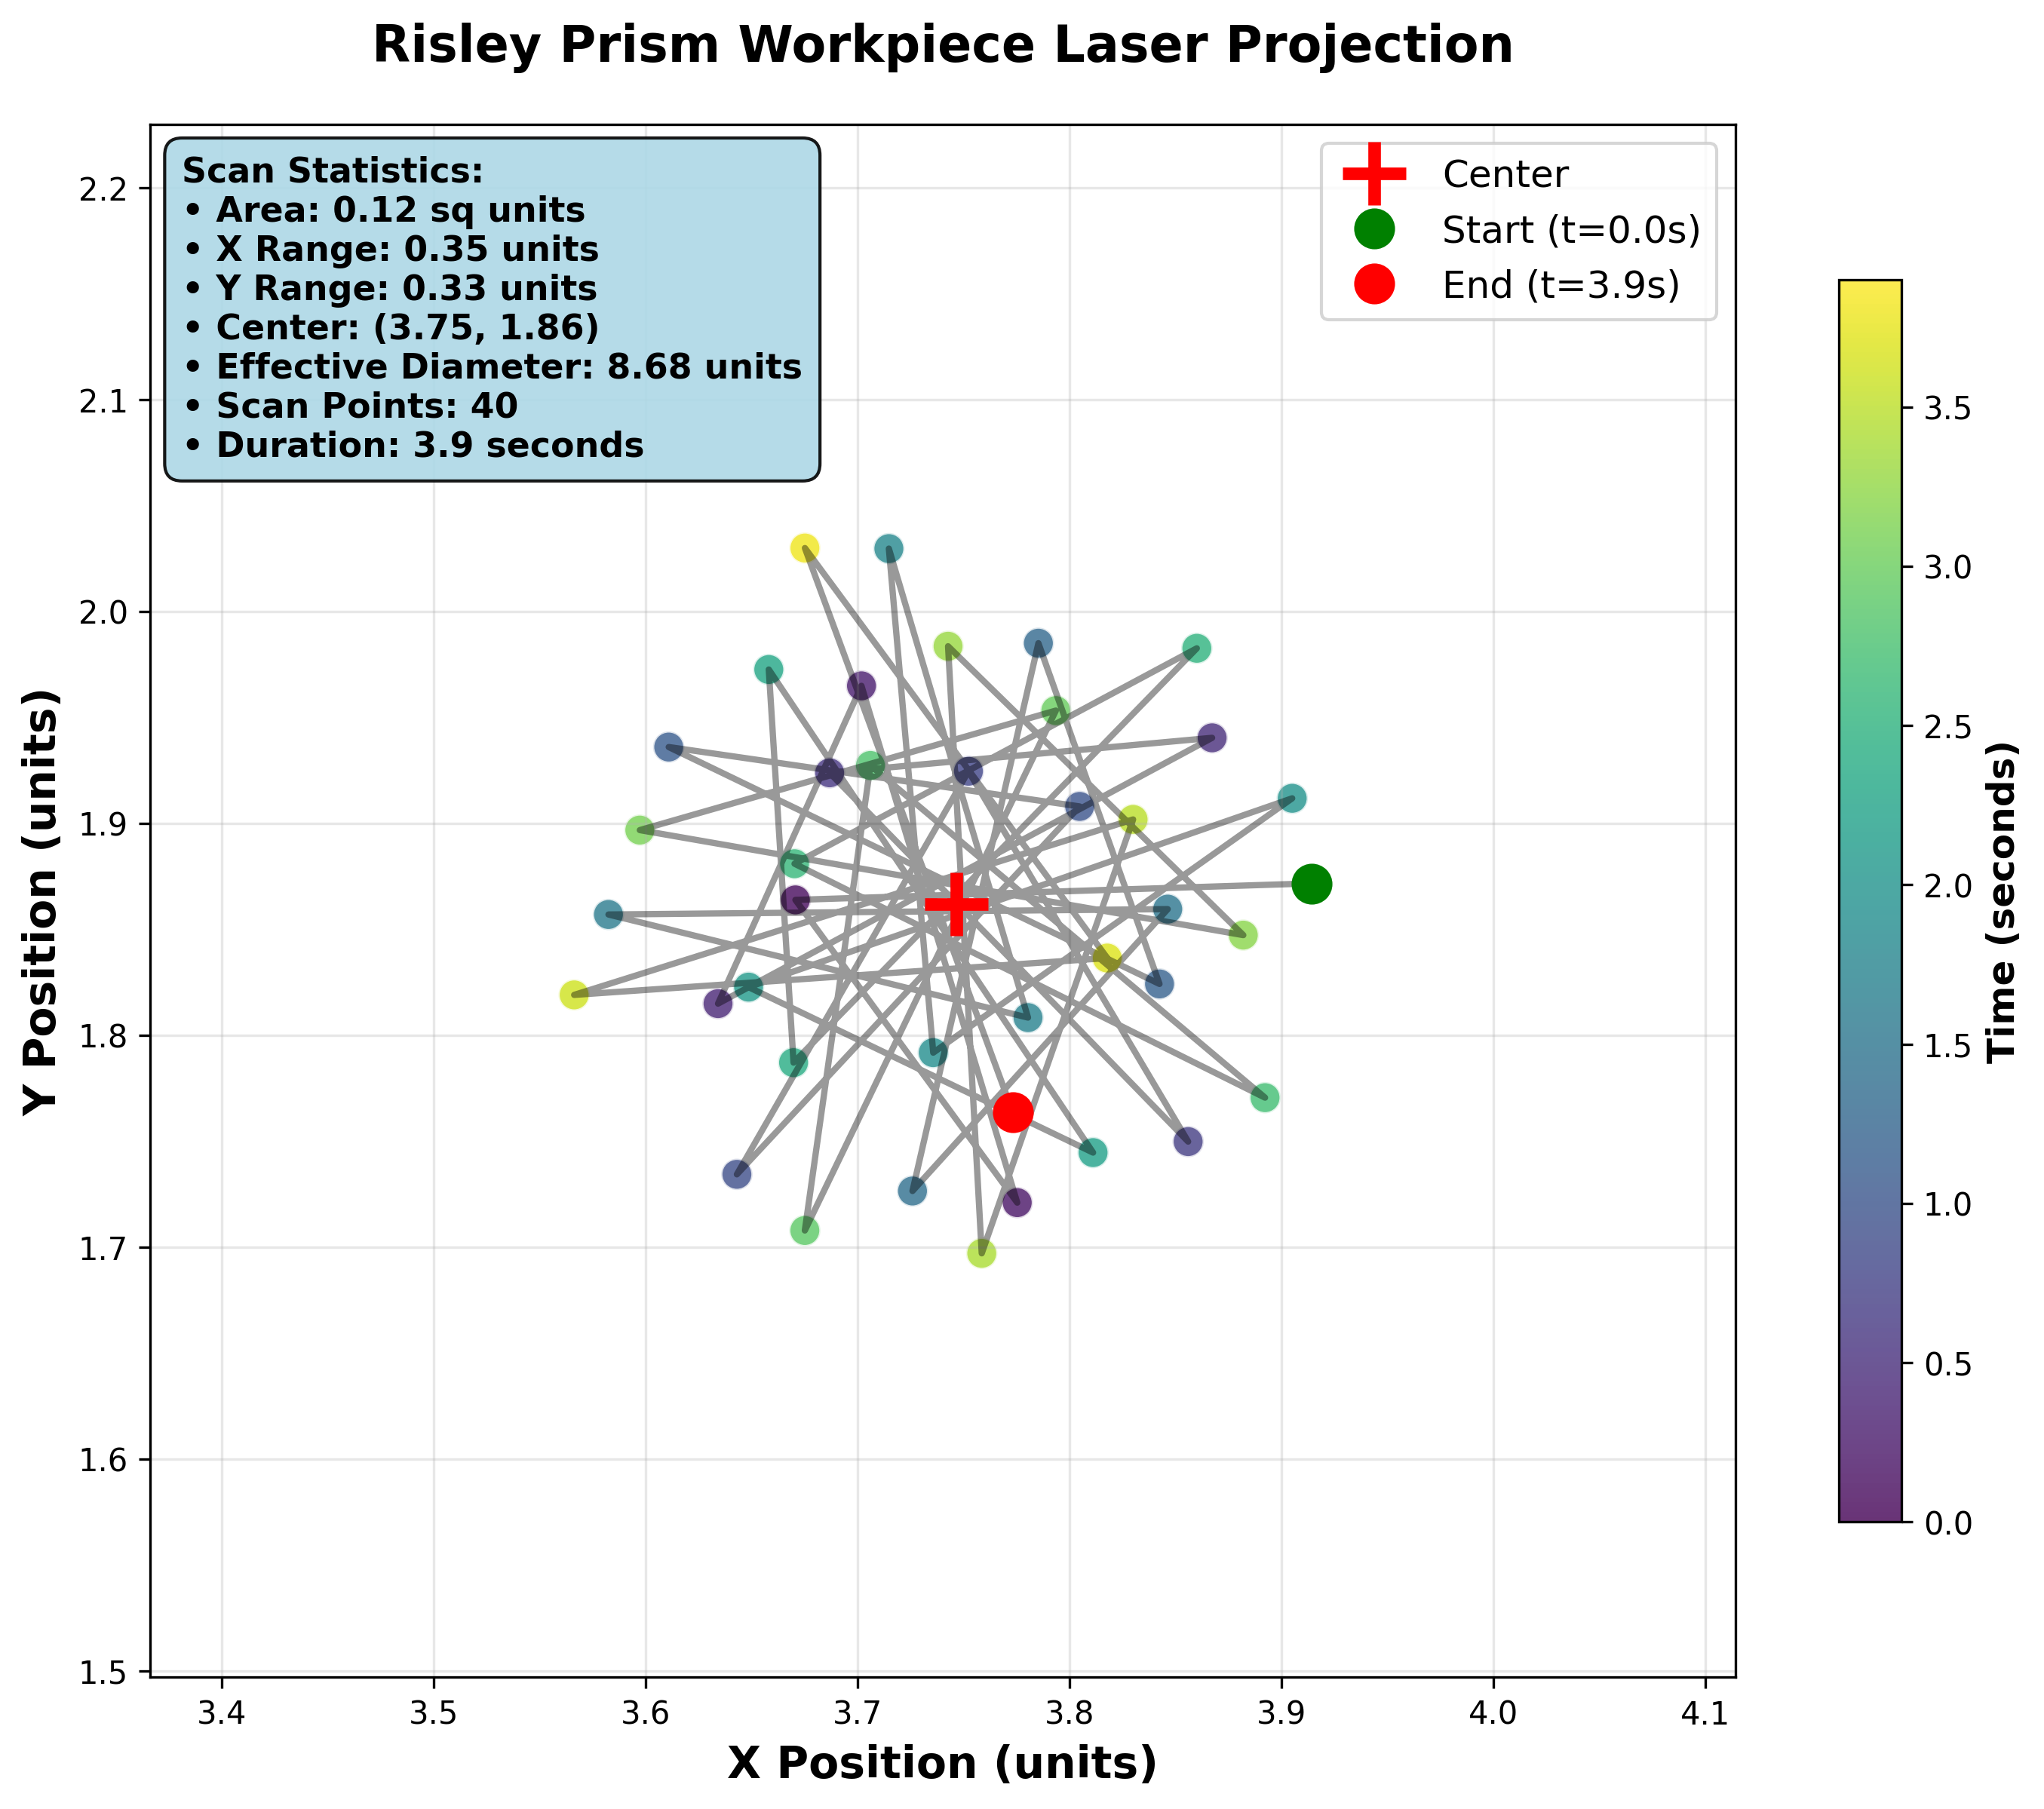 Risley Prism Workpiece Laser Projection
Scan Statistics:
• Area: 0.12 sq units
• X Range: 0.35 units
• Y Range: 0.33 units
• Center: (3.75, 1.86)
• Effective Diameter: 8.68 units
• Scan Points: 40
• Duration: 3.9 seconds
Center
Start (t=0.0s)
End (t=3.9s)
Y Position (units)
2.2
2.1
2.0
1.9
1.8
1.7
1.6
1.5
3.4
3.5
3.6
3.7
3.8
3.9
4.0
4.1
X Position (units)
3.5
3.0
2.5
2.0
1.5
1.0
0.5
0.0
Time (seconds)